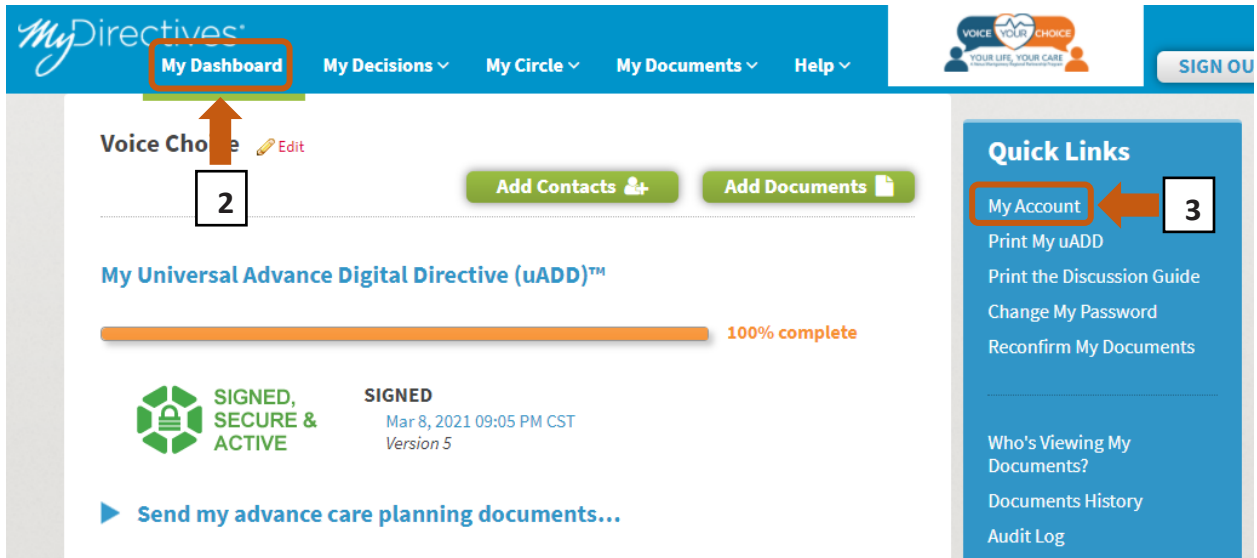 MyDirectives
My Dashboard
My Decisions
My Circle
My Documents
Help
VOICE YOUR CHOICE
YOUR LIFE, YOUR CARE
SIGN OU
Voice Cho e
Edit
2
Add Contacts
Add Documents
My Universal Advance Digital Directive (uADD)™
100% complete
SIGNED,
SECURE &
ACTIVE
SIGNED
Mar 8, 2021 09:05 PM CST
Version 5
Send my advance care planning documents...
Quick Links
My Account
3
Print My uADD
Print the Discussion Guide
Change My Password
Reconfirm My Documents
Who's Viewing My
Documents?
Documents History
Audit Log